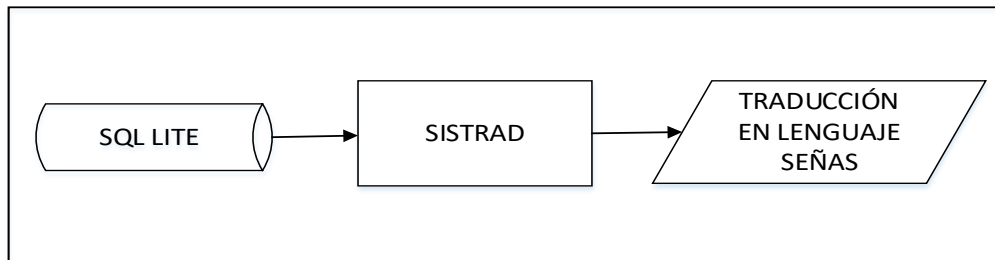 SQL LITE
SISTRAD
TRADUCCIÓN
EN LENGUAJE
SEÑAS